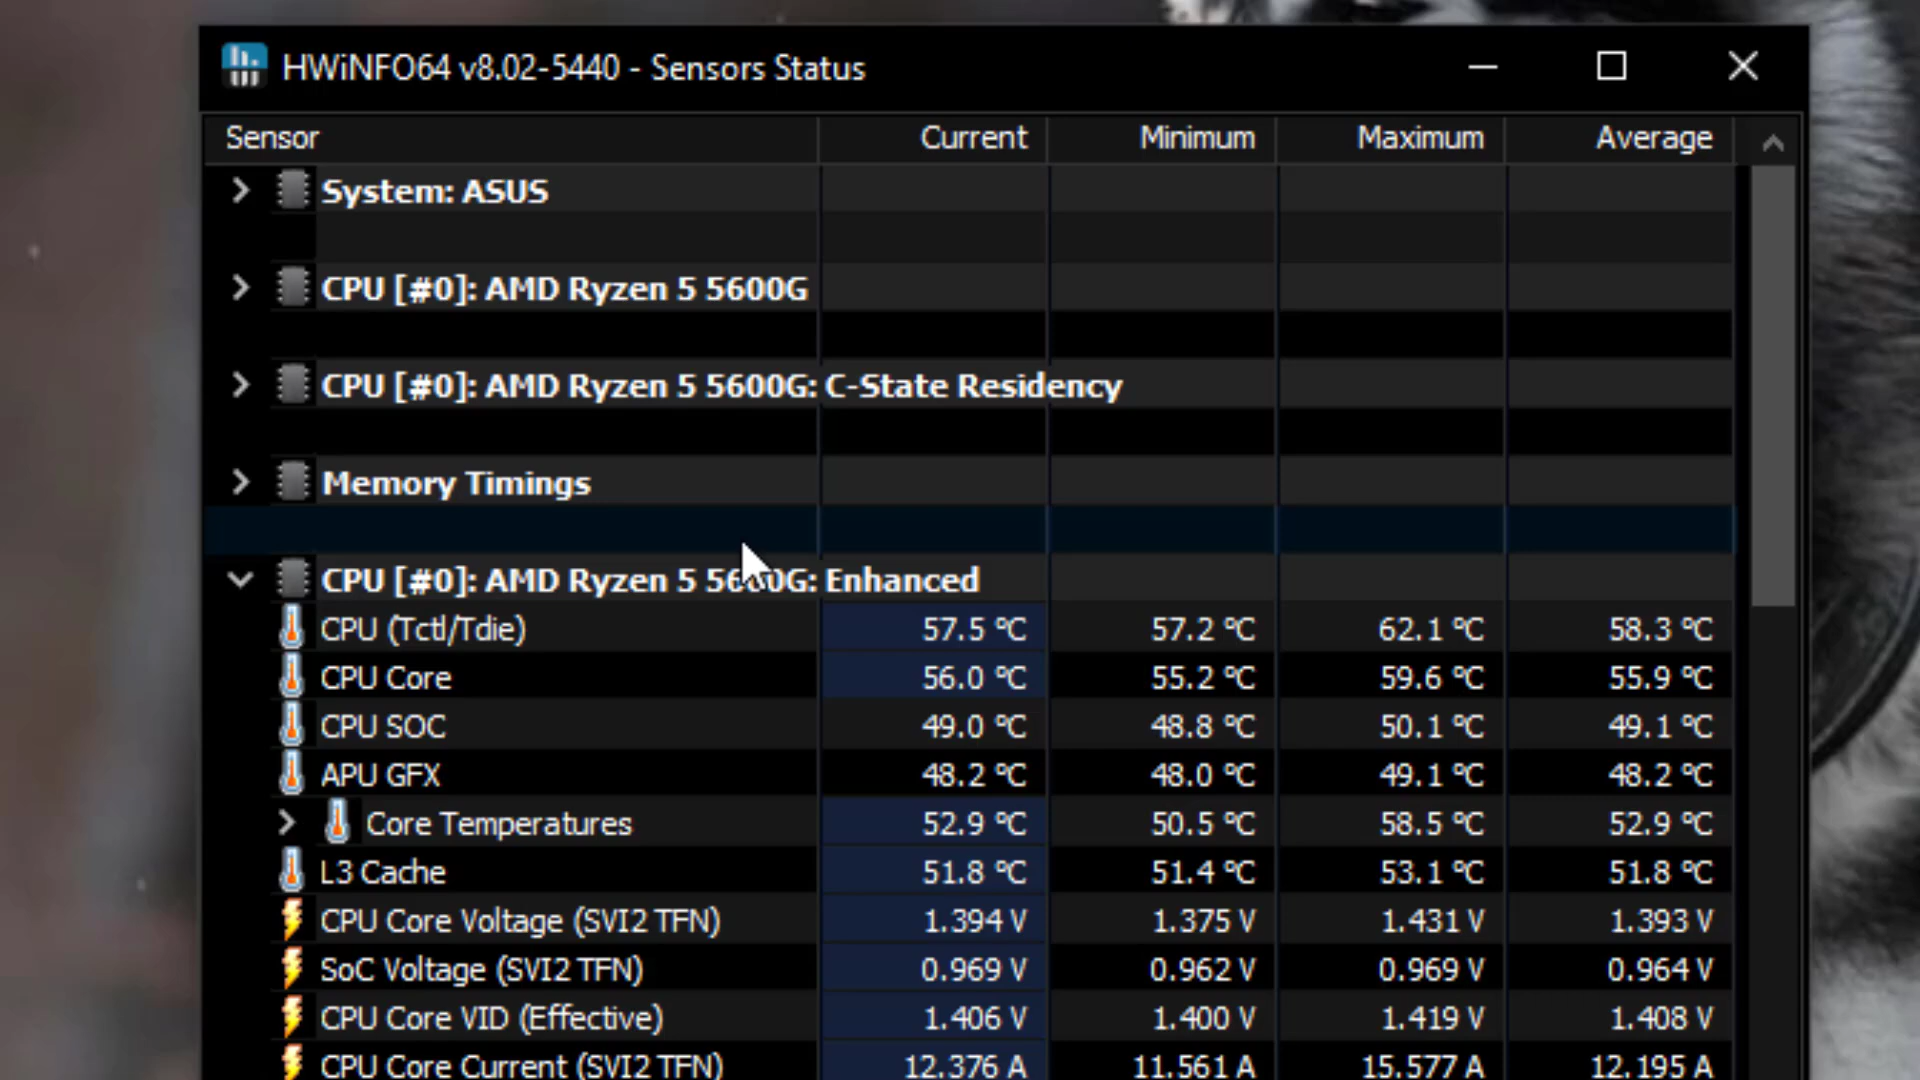 HWiNFO64 v8.02-5440 - Sensors Status
Sensor Current Minimum Maximum Average
System: ASUS
CPU [#0]: AMD Ryzen 5 5600G
CPU [#0]: AMD Ryzen 5 5600G: C-State Residency
Memory Timings
CPU [#0]: AMD Ryzen 5 5600G: Enhanced
CPU (Tctl/Tdie) 57.5 °C 57.2 °C 62.1 °C 58.3 °C
CPU Core 56.0 °C 55.2 °C 59.6 °C 55.9 °C
CPU SOC 49.0 °C 48.8 °C 50.1 °C 49.1 °C
APU GFX 48.2 °C 48.0 °C 49.1 °C 48.2 °C
Core Temperatures 52.9 °C 50.5 °C 58.5 °C 52.9 °C
L3 Cache 51.8 °C 51.4 °C 53.1 °C 51.8 °C
CPU Core Voltage (SVI2 TFN) 1.394 V 1.375 V 1.431 V 1.393 V
SoC Voltage (SVI2 TFN) 0.969 V 0.962 V 0.969 V 0.964 V
CPU Core VID (Effective) 1.406 V 1.400 V 1.419 V 1.408 V
CPU Core Current (SVI2 TFN) 12.376 A 11.561 A 15.577 A 12.195 A